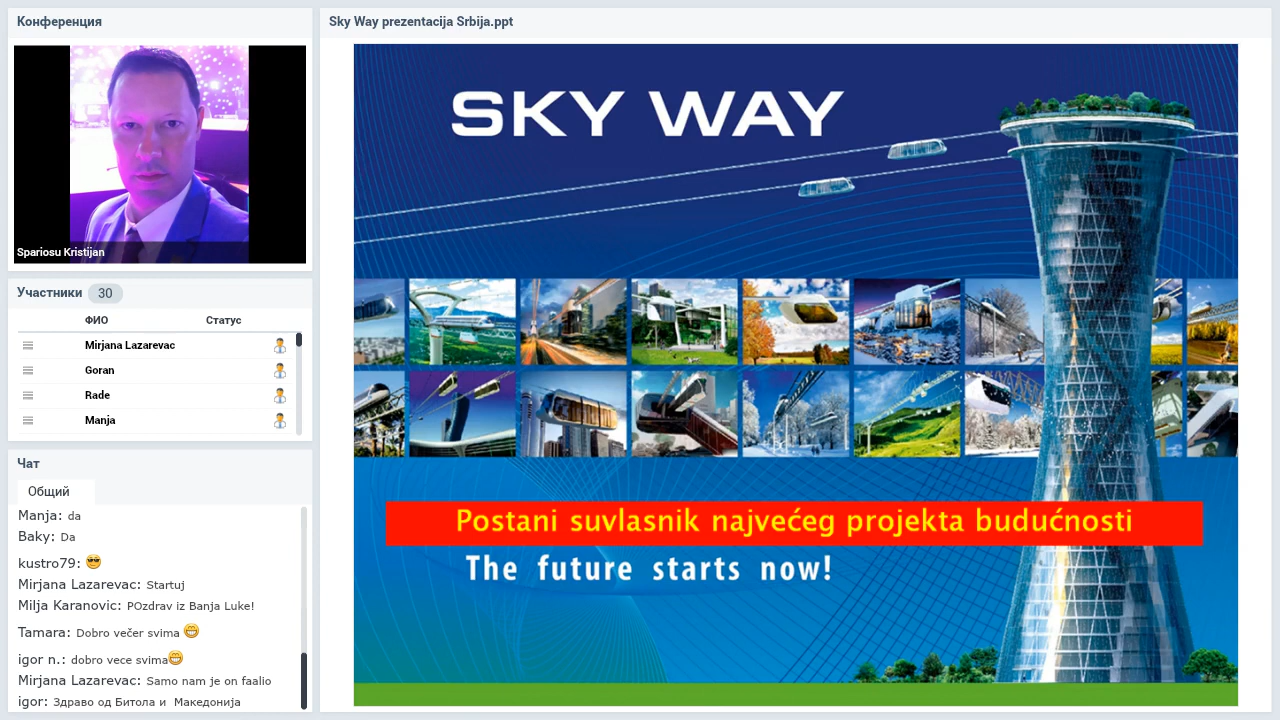 Конференция
Spariosu Kristijan
Участники 30
ФИО Статус
Mirjana Lazarevac
Goran
Rade
Manja
Чат
Общий
Manja: da
Baky: Da
kustro79:
Mirjana Lazarevac: Startuj
Milja Karanovic: POzdrav iz Banja Luke!
Tamara: Dobro večer svima
igor n.: dobro vece svima
Mirjana Lazarevac: Samo nam je on faalio
igor: Здраво од Битола и Македонија
Sky Way prezentacija Srbija.ppt
SKY WAY
Postani suvlasnik najvećeg projekta budućnosti
The future starts now!